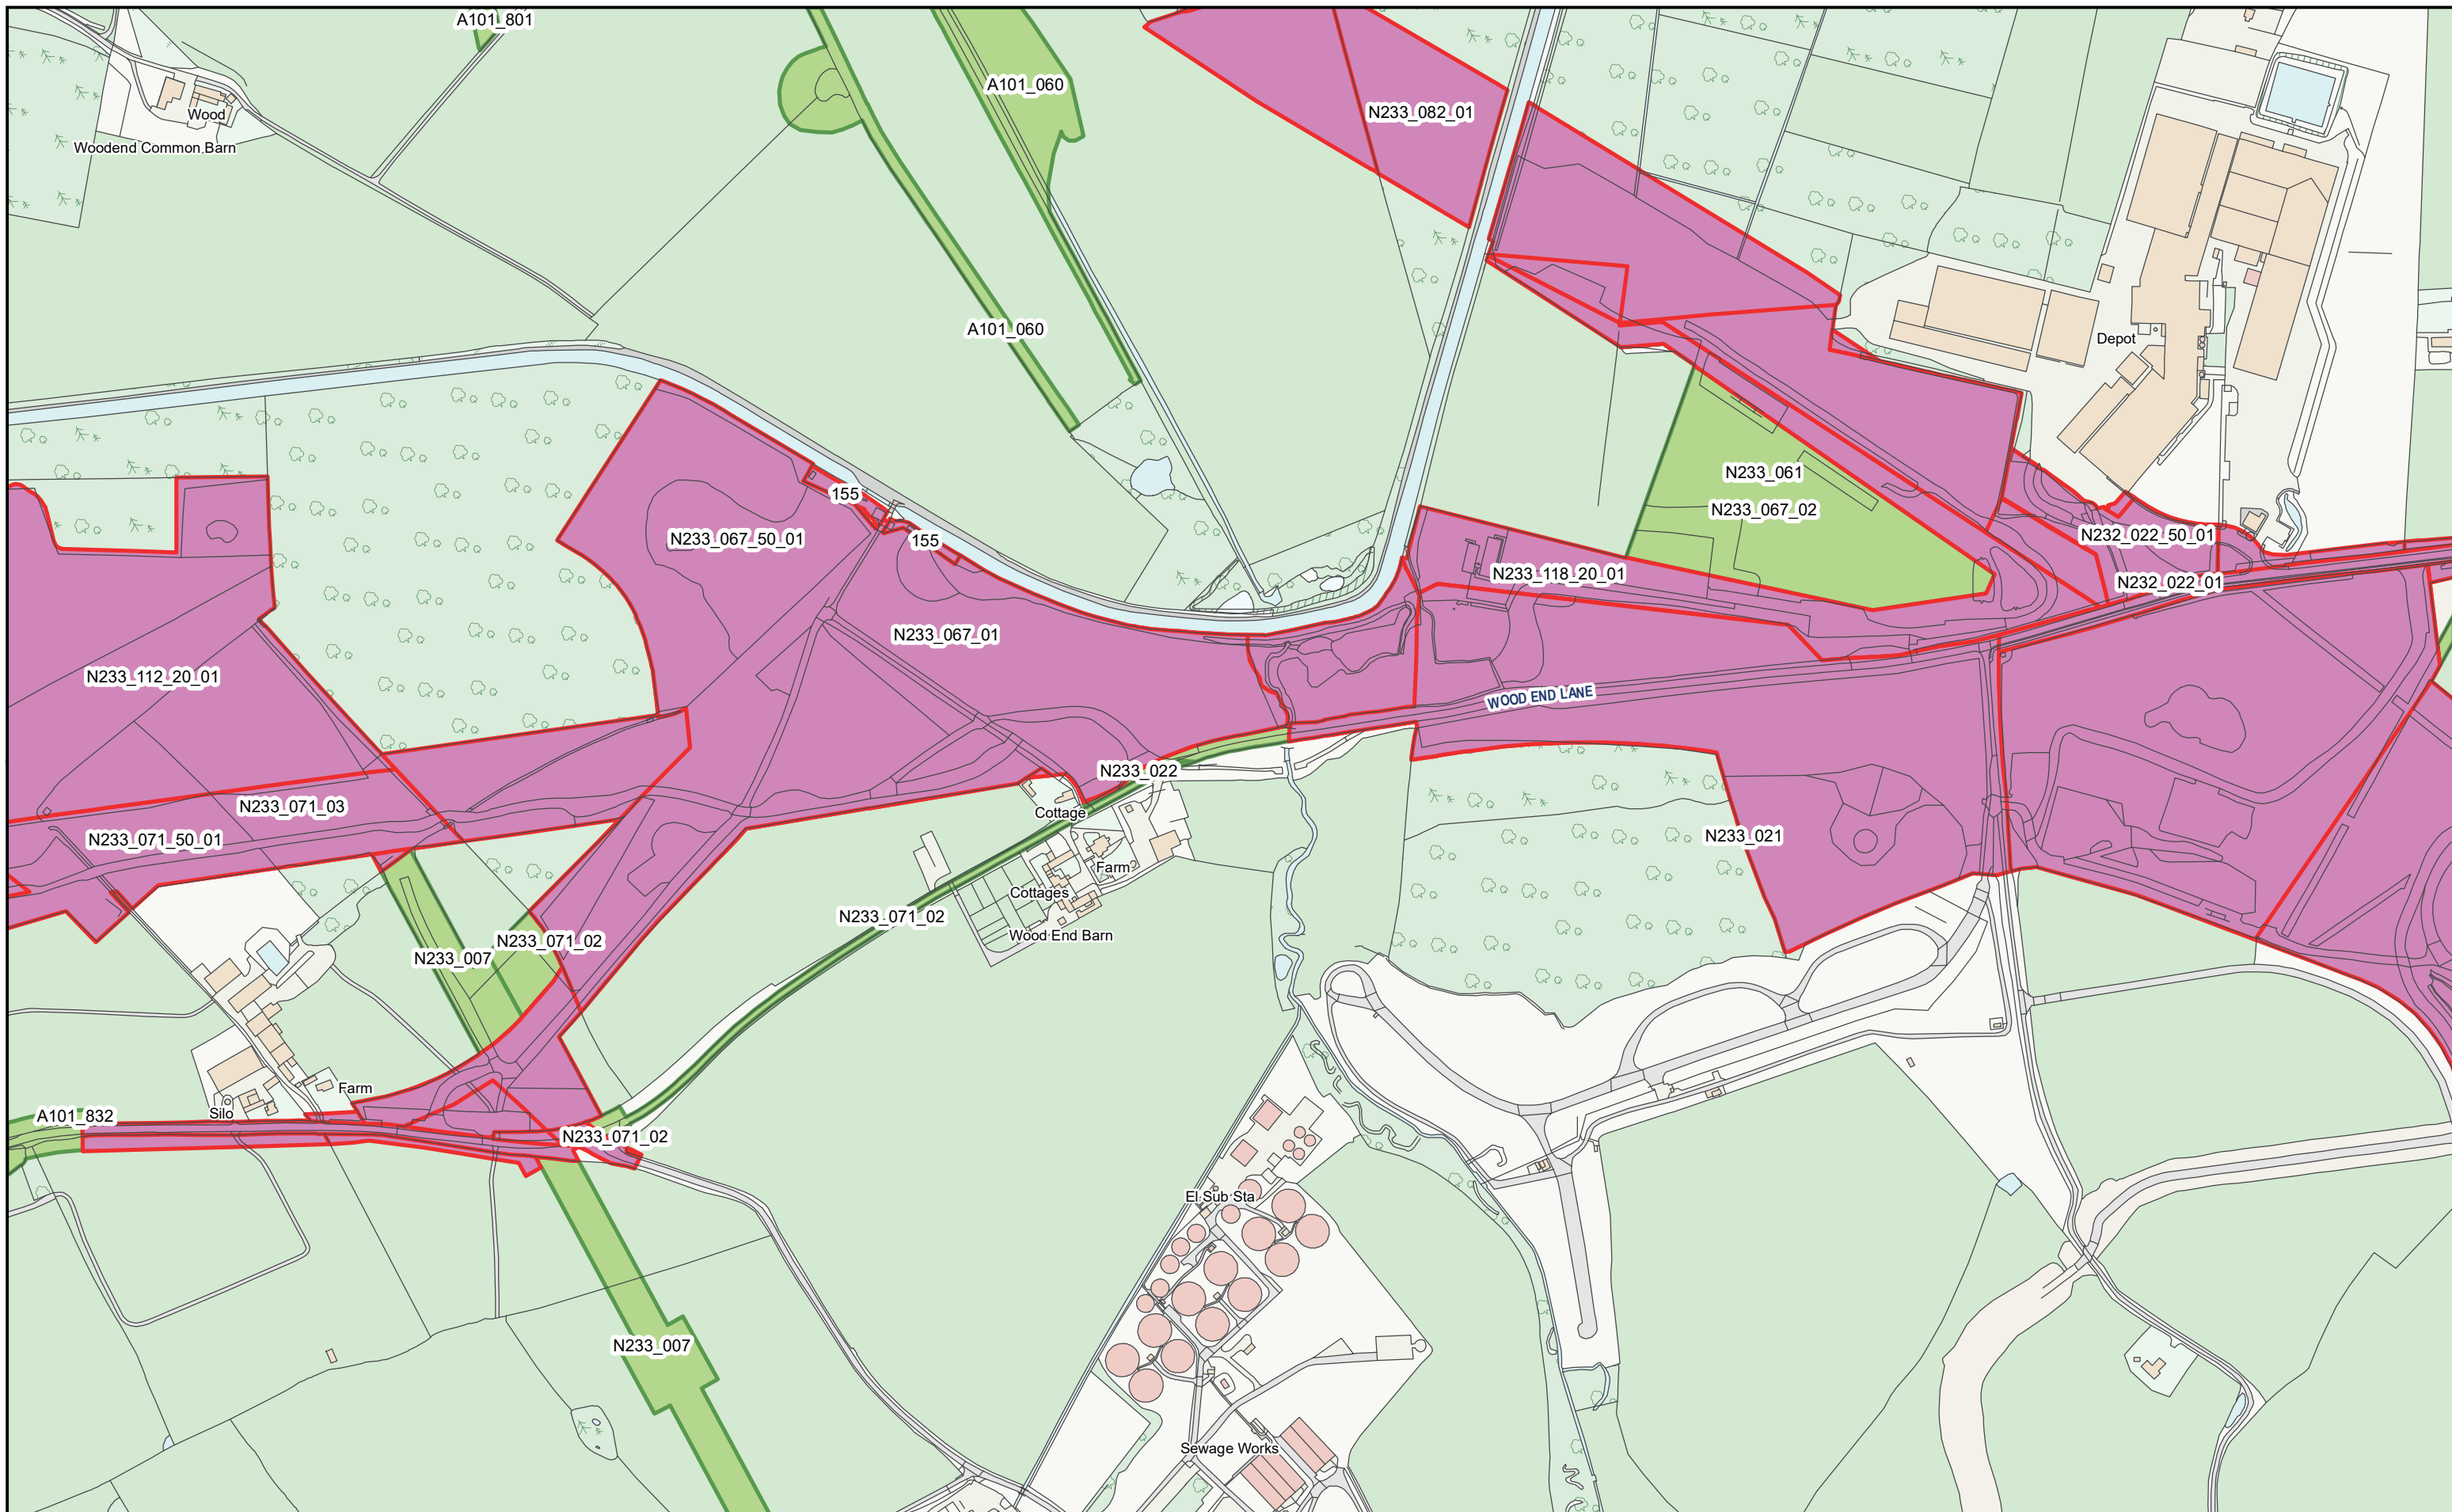 A101_801
A101_060
N233_082_01
Wood
Woodend Common Barn
A101_060
Depot
N233_061
155
N233_067_02
N233_067_50_01
155
N232_022_50_01
N233_118_20_01
N232_022_01
N233_067_01
N233_112_20_01
WOOD END LANE
N233_022
N233_071_03
Cottage
N233_071_50_01
N233_021
Farm
Cottages
N233_071_02
Wood End Barn
N233_071_02
N233_007
Farm
Silo
A101_832
N233_071_02
El Sub Sta
N233_007
Sewage Works